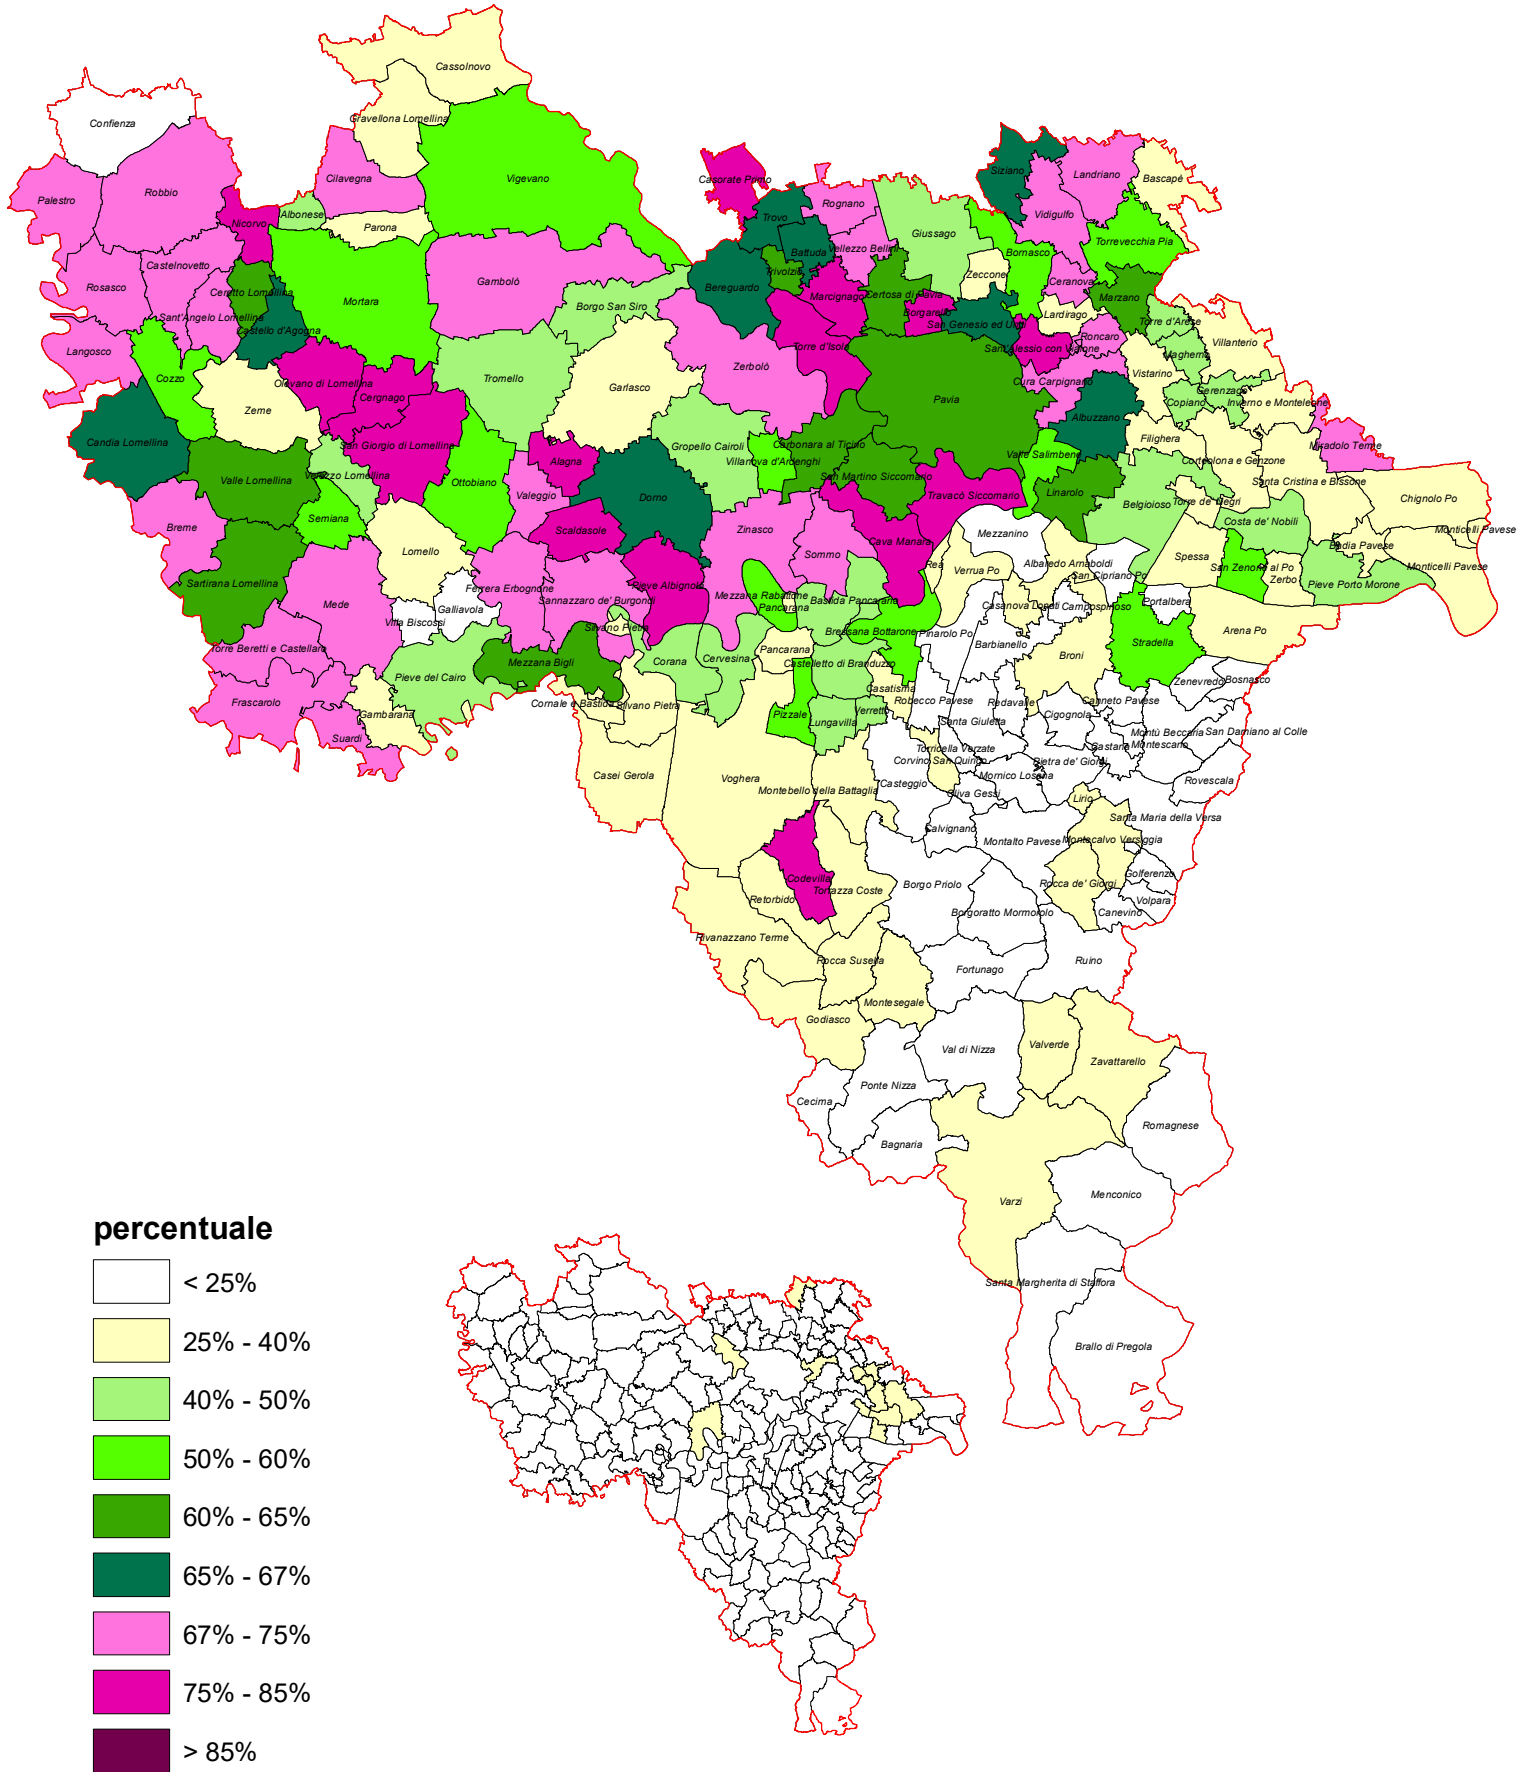 Cassolnovo
Confienza
Gravellona Lomellina
Vigevano
Cilavegna
Robbio
Palestro
Nicorvo
Albonese
Parona
Casorate Primo
Siziano
Landriano
Bascapè
Vidigulfo
Rognano
Trovo
Giussago
Battuda
Vellezzo Bellini
Bornasco
Torrevecchia Pia
Castelnovetto
Rosasco
Ceretto Lomellina
Mortara
Gambolò
Bereguardo
Trivolzio
Zeccone
Ceranova
Marcignago
Certosa di Pavia
Marzano
Borgo San Siro
Sant'Angelo Lomellina
Castello d'Agogna
Borgarello
San Genesio ed Uniti
Lardirago
Torre d'Arese
Roncaro
Villanterio
Langosco
Torre d'Isola
Sant'Alessio con Vialone
Magherno
Zerbolò
Vistarino
Cozzo
Tromello
Olevano di Lomellina
Garlasco
Cura Carpignano
Cergnago
Gerenzago
Zeme
Pavia
Albuzzano
Copiano
Inverno e Monteleone
Candia Lomellina
San Giorgio di Lomellina
Gropello Cairoli
Carbonara al Ticino
Filighera
Miradolo Terme
Alagna
Villanova d'Ardenghi
Valle Salimbene
Corteolona e Genzone
Valle Lomellina
Velezzo Lomellina
Ottobiano
San Martino Siccomario
Santa Cristina e Bissone
Valeggio
Dorno
Travacò Siccomario
Linarolo
Torre de' Negri
Chignolo Po
Belgioioso
Semiana
Breme
Scaldasole
Zinasco
Mezzanino
Costa de' Nobili
Monticelli Pavese
Cava Manara
Badia Pavese
Lomello
Sommo
Spessa
Rea
Verrua Po
Albaredo Arnaboldi
San Zenone al Po
Monticelli Pavese
Sartirana Lomellina
Pieve Albignola
San Cipriano Po
Zerbo
Pieve Porto Morone
Ferrera Erbognone
Mezzana Rabattone
Sannazzaro de' Burgondi
Bastida Pancarana
Portalbera
Mede
Galliavola
Pancarana
Casanova Lonati
Campospinoso
Villa Biscossi
Silvano Pietra
Bressana Bottarone
Pinarolo Po
Arena Po
Stradella
Barbianello
Torre Beretti e Castellaro
Pancarana
Broni
Mezzana Bigli
Corana
Cervesina
Castelletto di Branduzzo
Pieve del Cairo
Zenevredo
Bosnasco
Casatisma
Frascarolo
Cornale e Bastida
Silvano Pietra
Robecco Pavese
Redavalle
Canneto Pavese
Gambarana
Pizzale
Verretto
Lungavilla
Santa Giuletta
Cigognola
Montù Beccaria
San Damiano al Colle
Suardi
Castana
Montescano
Torricella Verzate
Corvino San Quirico
Pietra de' Giorgi
Casei Gerola
Voghera
Mornico Losana
Rovescala
Casteggio
Montebello della Battaglia
Oliva Gessi
Lirio
Santa Maria della Versa
Calvignano
Montalto Pavese
Montecalvo Versiggia
Golferenzo
Codevilla
Torrazza Coste
Borgo Priolo
Rocca de' Giorgi
Retorbido
Volpara
Borgoratto Mormorolo
Canevino
Rivanazzano Terme
Rocca Susella
Fortunago
Ruino
Montesegale
Godiasco
Valverde
Val di Nizza
Zavattarello
Ponte Nizza
Cecima
Romagnese
Bagnaria
Menconico
Varzi
Santa Margherita di Staffora
Brallo di Pregola
percentuale
< 25%
25% - 40%
40% - 50%
50% - 60%
60% - 65%
65% - 67%
67% - 75%
75% - 85%
> 85%